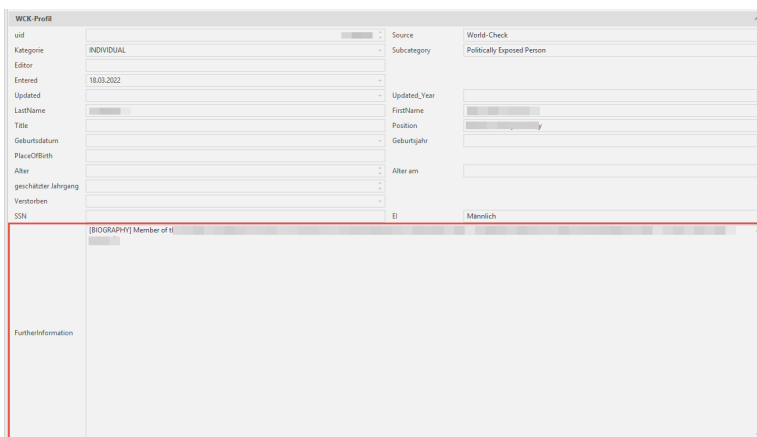 WCK-Profil
uid Source World-Check
Kategorie INDIVIDUAL Subcategory Politically Exposed Person
Editor
Entered 18.03.2022
Updated Updated_Year
LastName FirstName
Title Position y
Geburtsdatum Geburtsjahr
PlaceOfBirth
Alter Alter am
geschätzter Jahrgang
Verstorben
SSN EI Männlich
[BIOGRAPHY] Member of
FurtherInformation